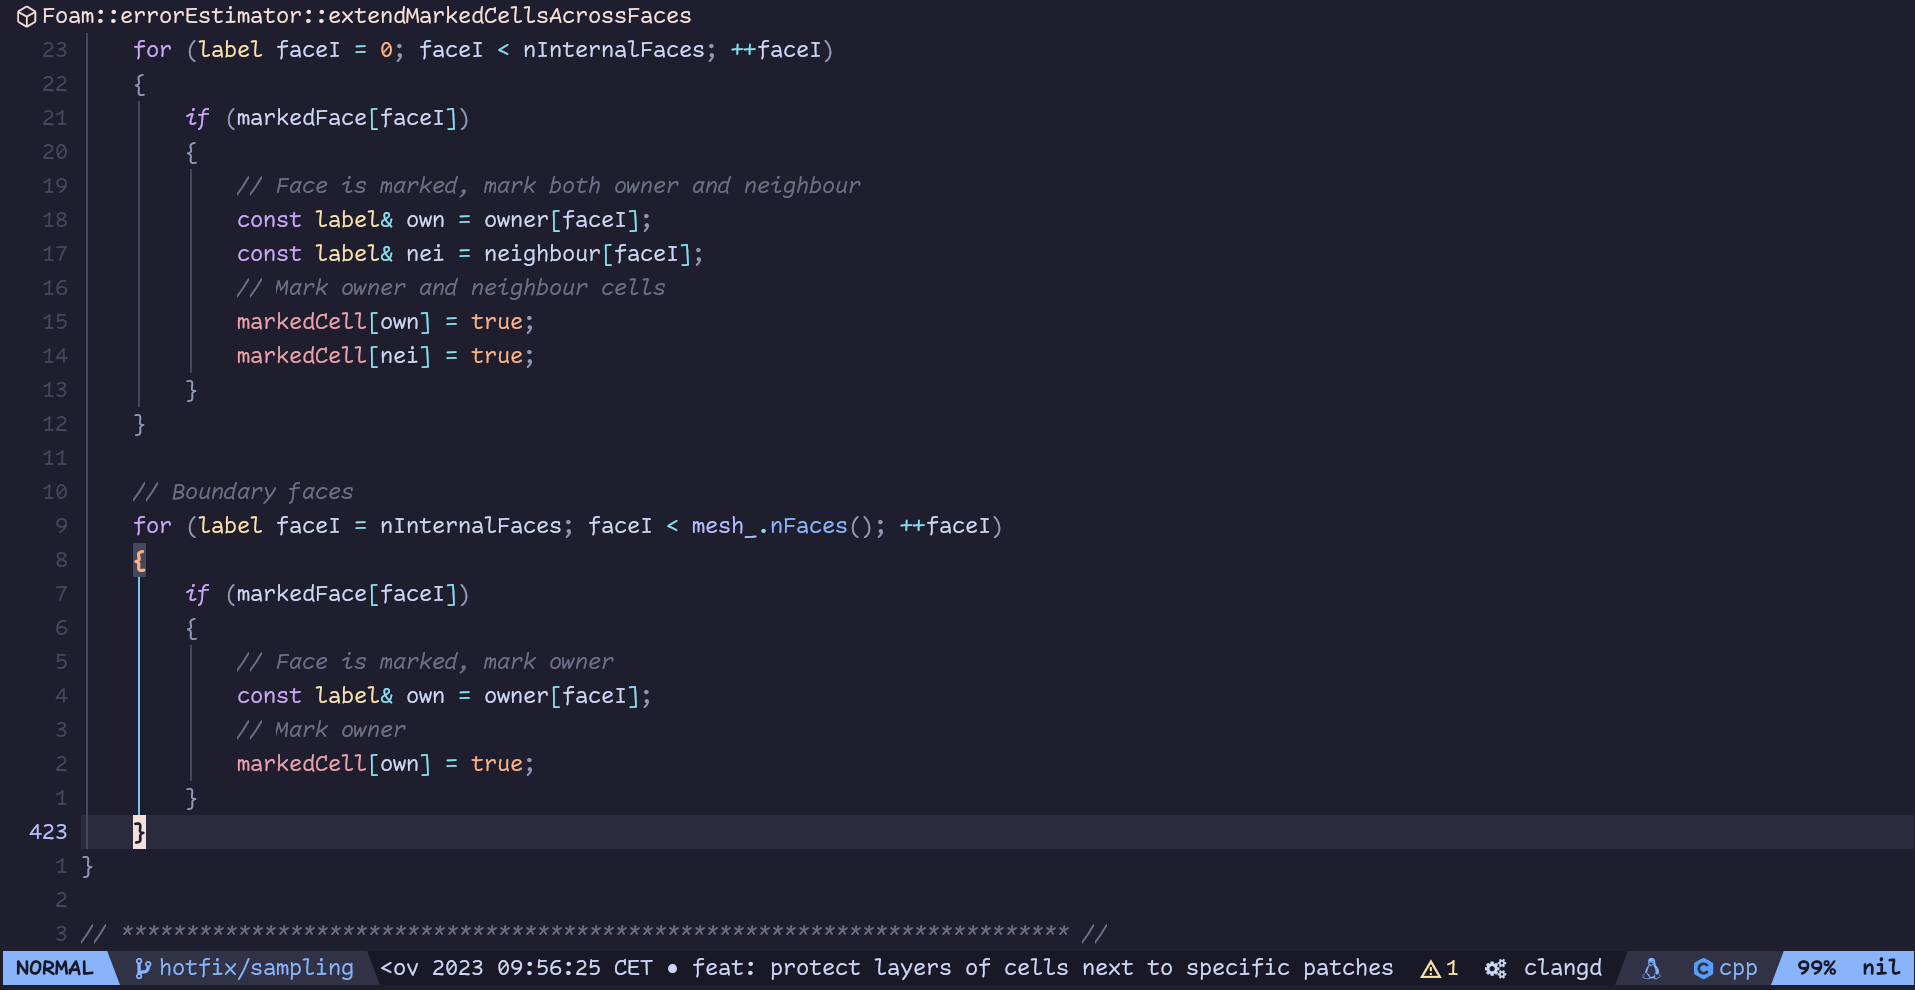 Foam::errorEstimator::extendMarkedCellsAcrossFaces
23     for (label faceI = 0; faceI < nInternalFaces; ++faceI)
22     {
21         if (markedFace[faceI])
20         {
19             // Face is marked, mark both owner and neighbour
18             const label& own = owner[faceI];
17             const label& nei = neighbour[faceI];
16             // Mark owner and neighbour cells
15             markedCell[own] = true;
14             markedCell[nei] = true;
13         }
12     }
11
10     // Boundary faces
9     for (label faceI = nInternalFaces; faceI < mesh_.nFaces(); ++faceI)
8     {
7         if (markedFace[faceI])
6         {
5             // Face is marked, mark owner
4             const label& own = owner[faceI];
3             // Mark owner
2             markedCell[own] = true;
1         }
423     }
1 }
2
3 // ************************************************************************* //
NORMAL hotfix/sampling <ov 2023 09:56:25 CET • feat: protect layers of cells next to specific patches 1 clangd cpp 99% nil